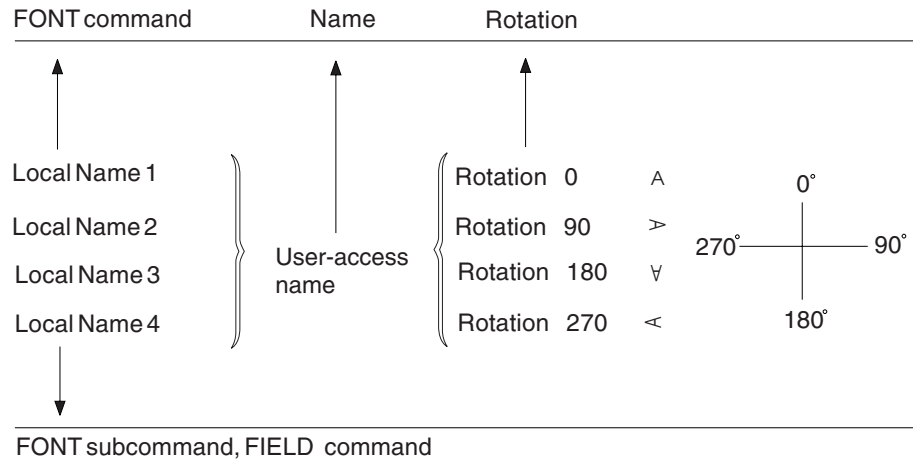 FONT command Name Rotation
Local Name 1 Rotation 0 A
0°
Local Name 2 Rotation 90 A
270° 90°
User-access
name
Local Name 3 Rotation 180 A
Local Name 4 Rotation 270 A
180°
FONT subcommand, FIELD command